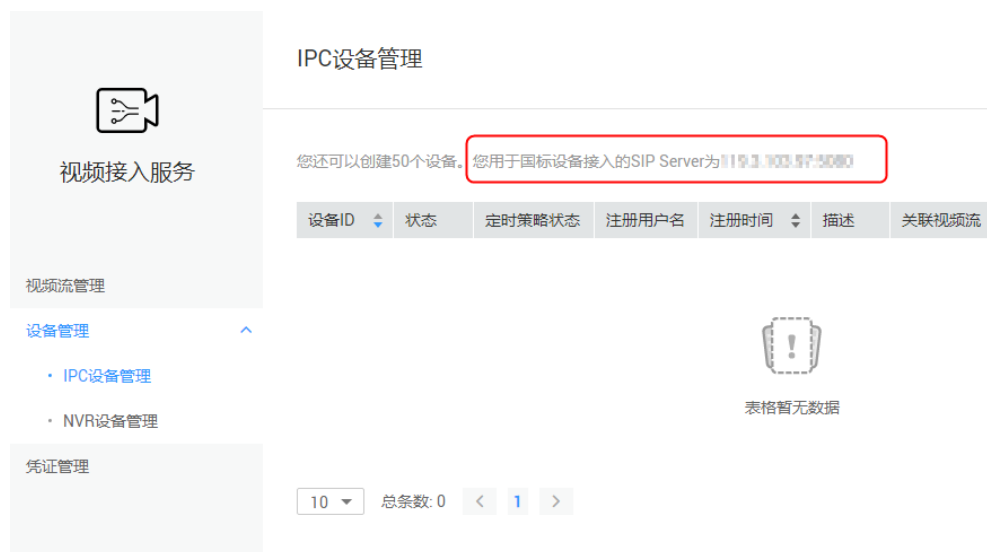 IPC设备管理
视频接入服务
您还可以创建50个设备。您用于国标设备接入的SIP Server为
设备ID 状态 定时策略状态 注册用户名 注册时间 描述 关联视频流
视频流管理
设备管理
IPC设备管理
NVR设备管理
凭证管理
表格暂无数据
10 总条数: 0 < 1 >